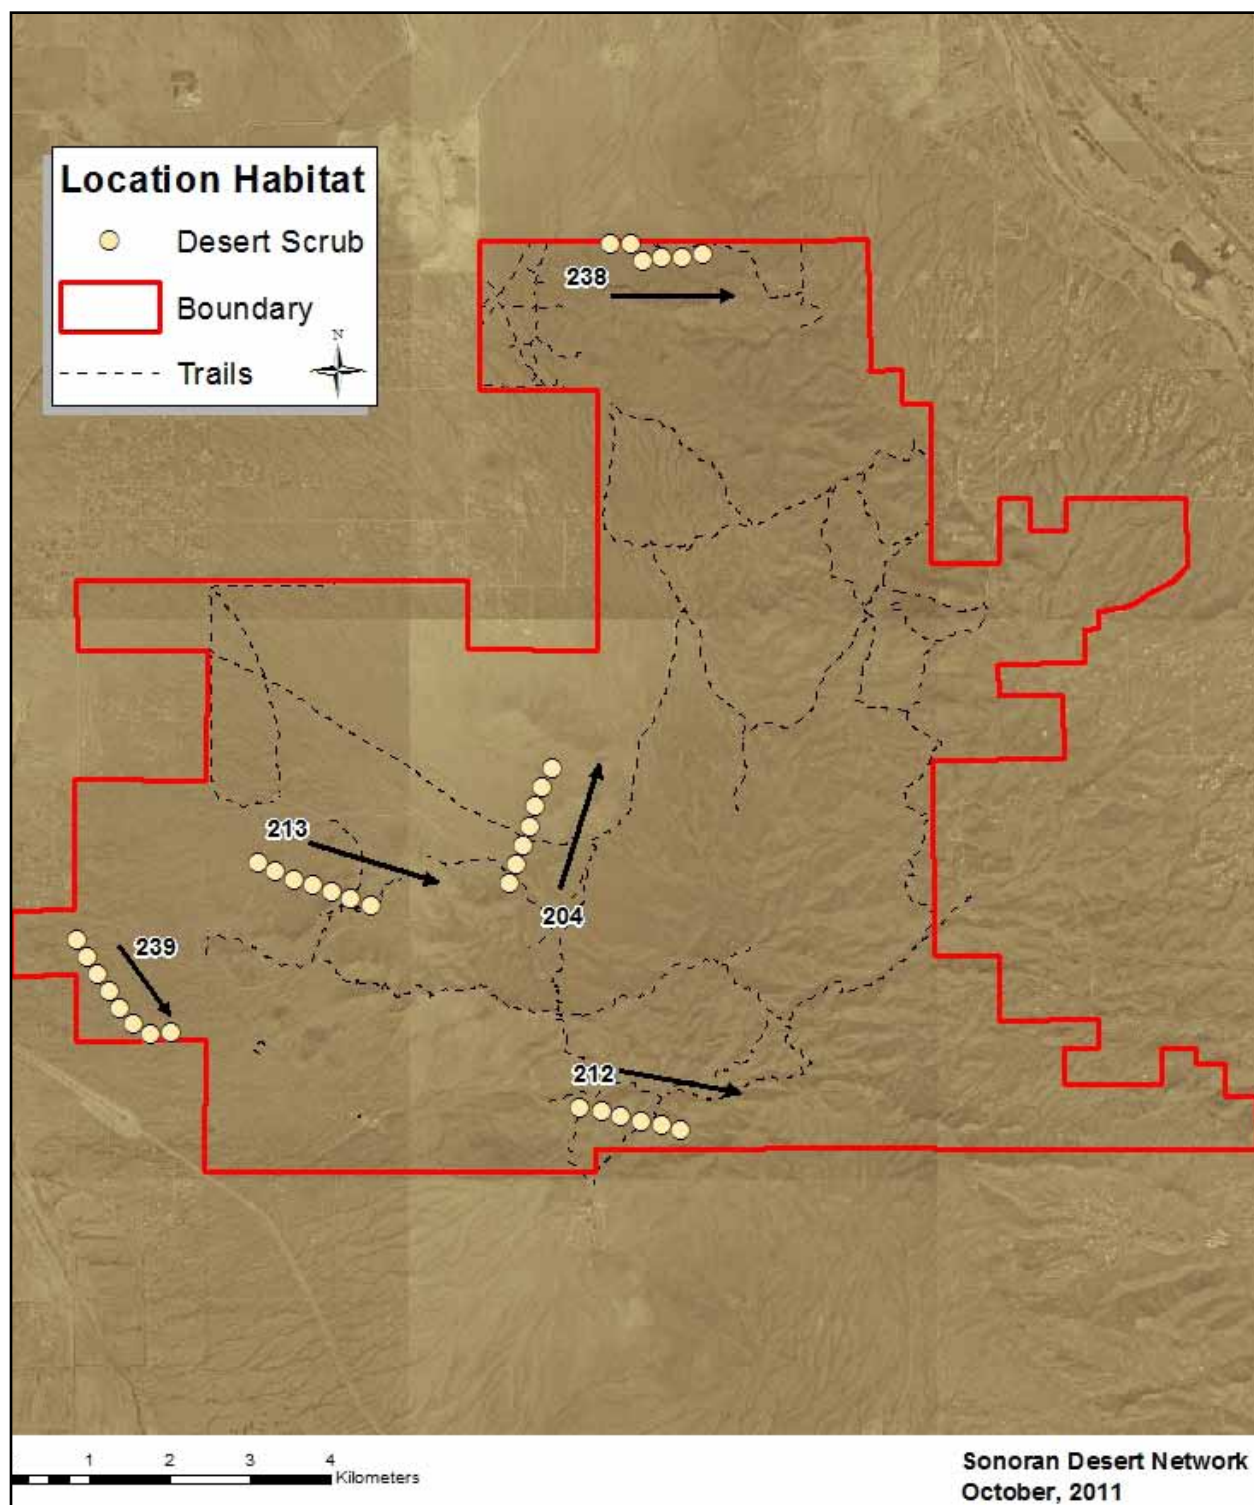 Location Habitat
Desert Scrub
Boundary
N
Trails
238
213
204
239
212
1 2 3 4
Kilometers
Sonoran Desert Network
October, 2011